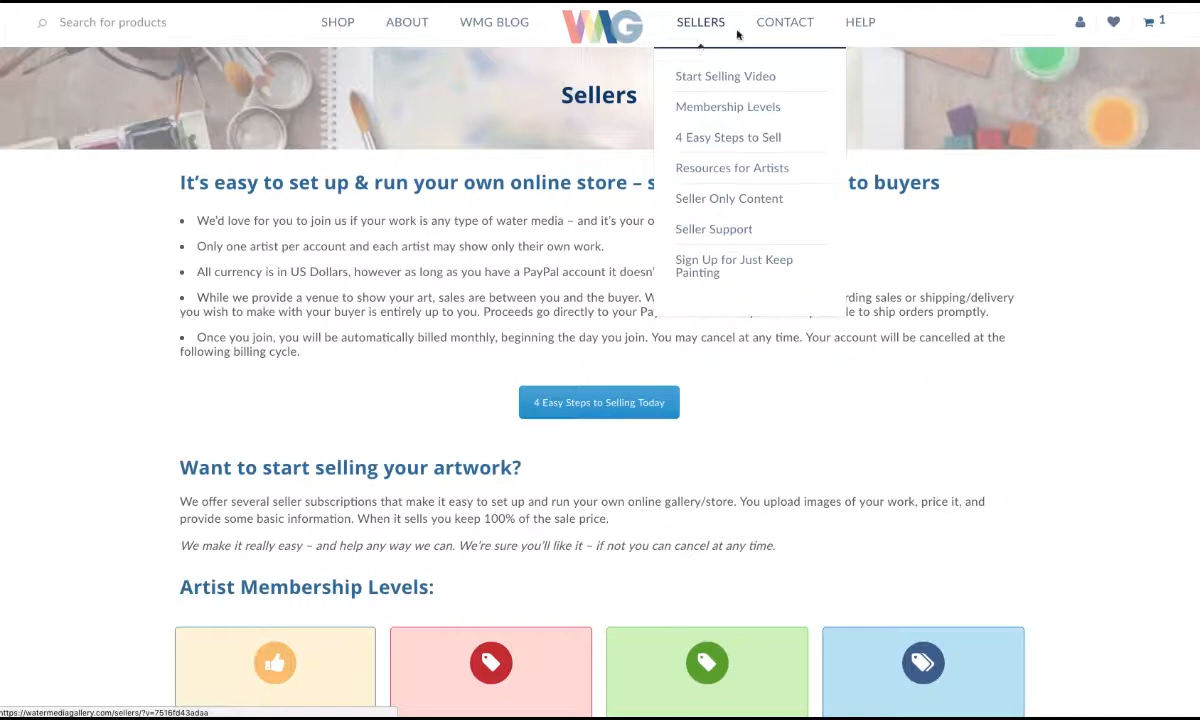 Search for products
SHOP
ABOUT
WMG BLOG
WMG
SELLERS
CONTACT
HELP
1
Start Selling Video
Membership Levels
4 Easy Steps to Sell
Resources for Artists
Seller Only Content
Seller Support
Sign Up for Just Keep
Painting
Sellers
It's easy to set up & run your own online store – s to buyers
• We'd love for you to join us if your work is any type of water media – and it's your o
• Only one artist per account and each artist may show only their own work.
• All currency is in US Dollars, however as long as you have a PayPal account it doesn'
• While we provide a venue to show your art, sales are between you and the buyer. W rding sales or shipping/delivery
you wish to make with your buyer is entirely up to you. Proceeds go directly to your Pay le to ship orders promptly.
• Once you join, you will be automatically billed monthly, beginning the day you join. You may cancel at any time. Your account will be cancelled at the
following billing cycle.
4 Easy Steps to Selling Today
Want to start selling your artwork?
We offer several seller subscriptions that make it easy to set up and run your own online gallery/store. You upload images of your work, price it, and
provide some basic information. When it sells you keep 100% of the sale price.
We make it really easy – and help any way we can. We're sure you'll like it – if not you can cancel at any time.
Artist Membership Levels:
https://watermediagallery.com/sellers/?v=7516fd43adaa